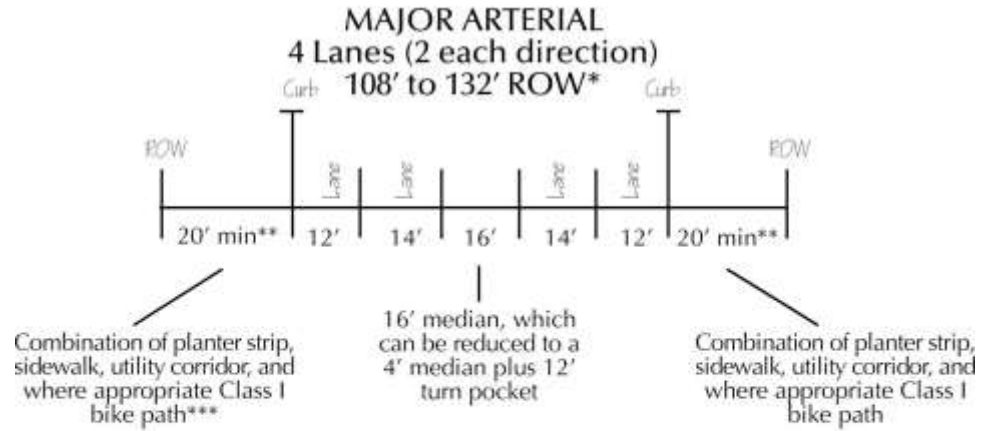 MAJOR ARTERIAL
4 Lanes (2 each direction)
108’ to 132’ ROW*
Curb
Curb
ROW
Lane
Lane
Lane
Lane
ROW
20’ min**
12’
14’
16’
14’
12’
20’ min**
Combination of planter strip,
sidewalk, utility corridor, and
where appropriate Class I
bike path***
16’ median, which
can be reduced to a
4’ median plus 12’
turn pocket
Combination of planter strip,
sidewalk, utility corridor, and
where appropriate Class I
bike path